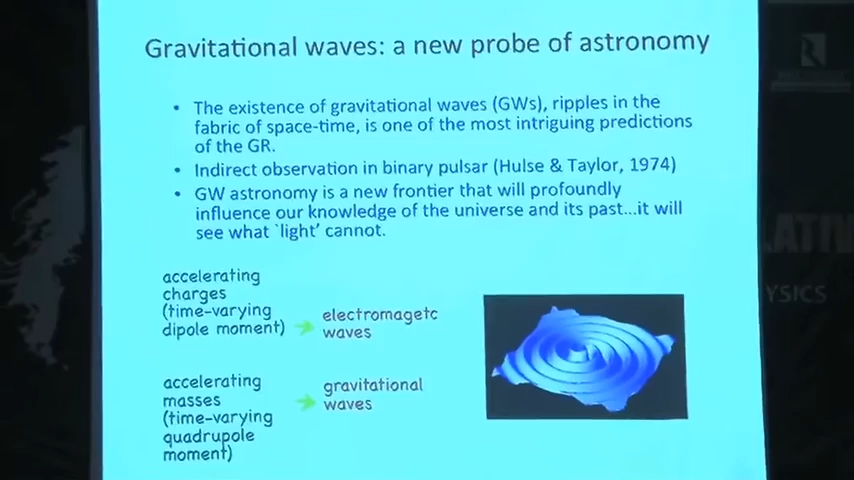 Gravitational waves: a new probe of astronomy
• The existence of gravitational waves (GWs), ripples in the
fabric of space-time, is one of the most intriguing predictions
of the GR.
• Indirect observation in binary pulsar (Hulse & Taylor, 1974)
• GW astronomy is a new frontier that will profoundly
influence our knowledge of the universe and its past...it will
see what `light' cannot.
accelerating
charges
(time-varying
dipole moment)
electromagetc
waves
accelerating
masses
(time-varying
quadrupole
moment)
gravitational
waves
LATIV
YSICS